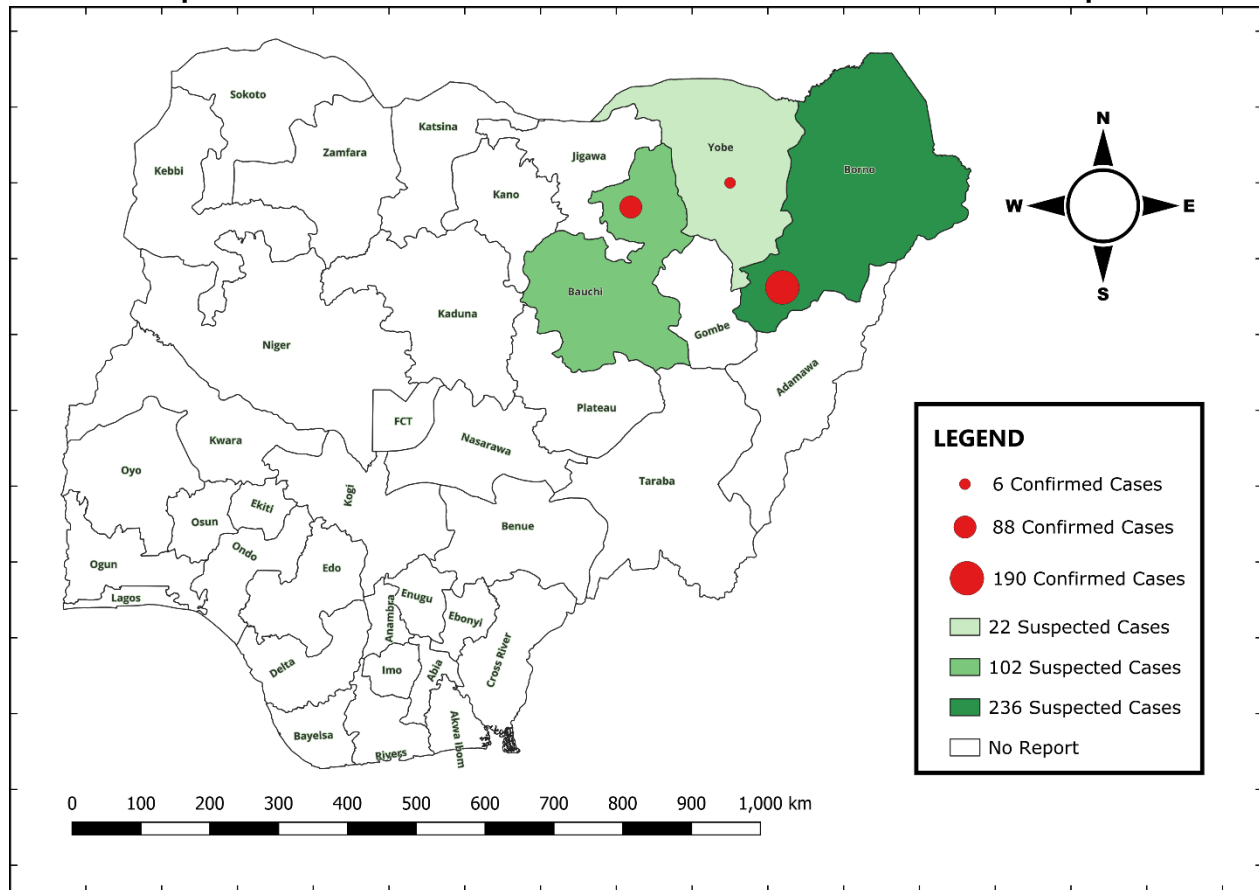 Sokoto
Katsina
Zamfara
Kebbi
Kano
Jigawa
Yobe
Borno
Bauchi
Kaduna
Gombe
Niger
Adamawa
Plateau
FCT
Nasarawa
Kwara
Oyo
Taraba
Kogi
Ekiti
Osun
Benue
Ondo
Edo
Ogun
Lagos
Enugu
Anambra
Ebonyi
Cross River
Imo
Abia
Delta
Bayelsa
Rivers
Akwa Ibom
N
W
E
S
LEGEND
6 Confirmed Cases
88 Confirmed Cases
190 Confirmed Cases
22 Suspected Cases
102 Suspected Cases
236 Suspected Cases
No Report
0 100 200 300 400 500 600 700 800 900 1,000 km